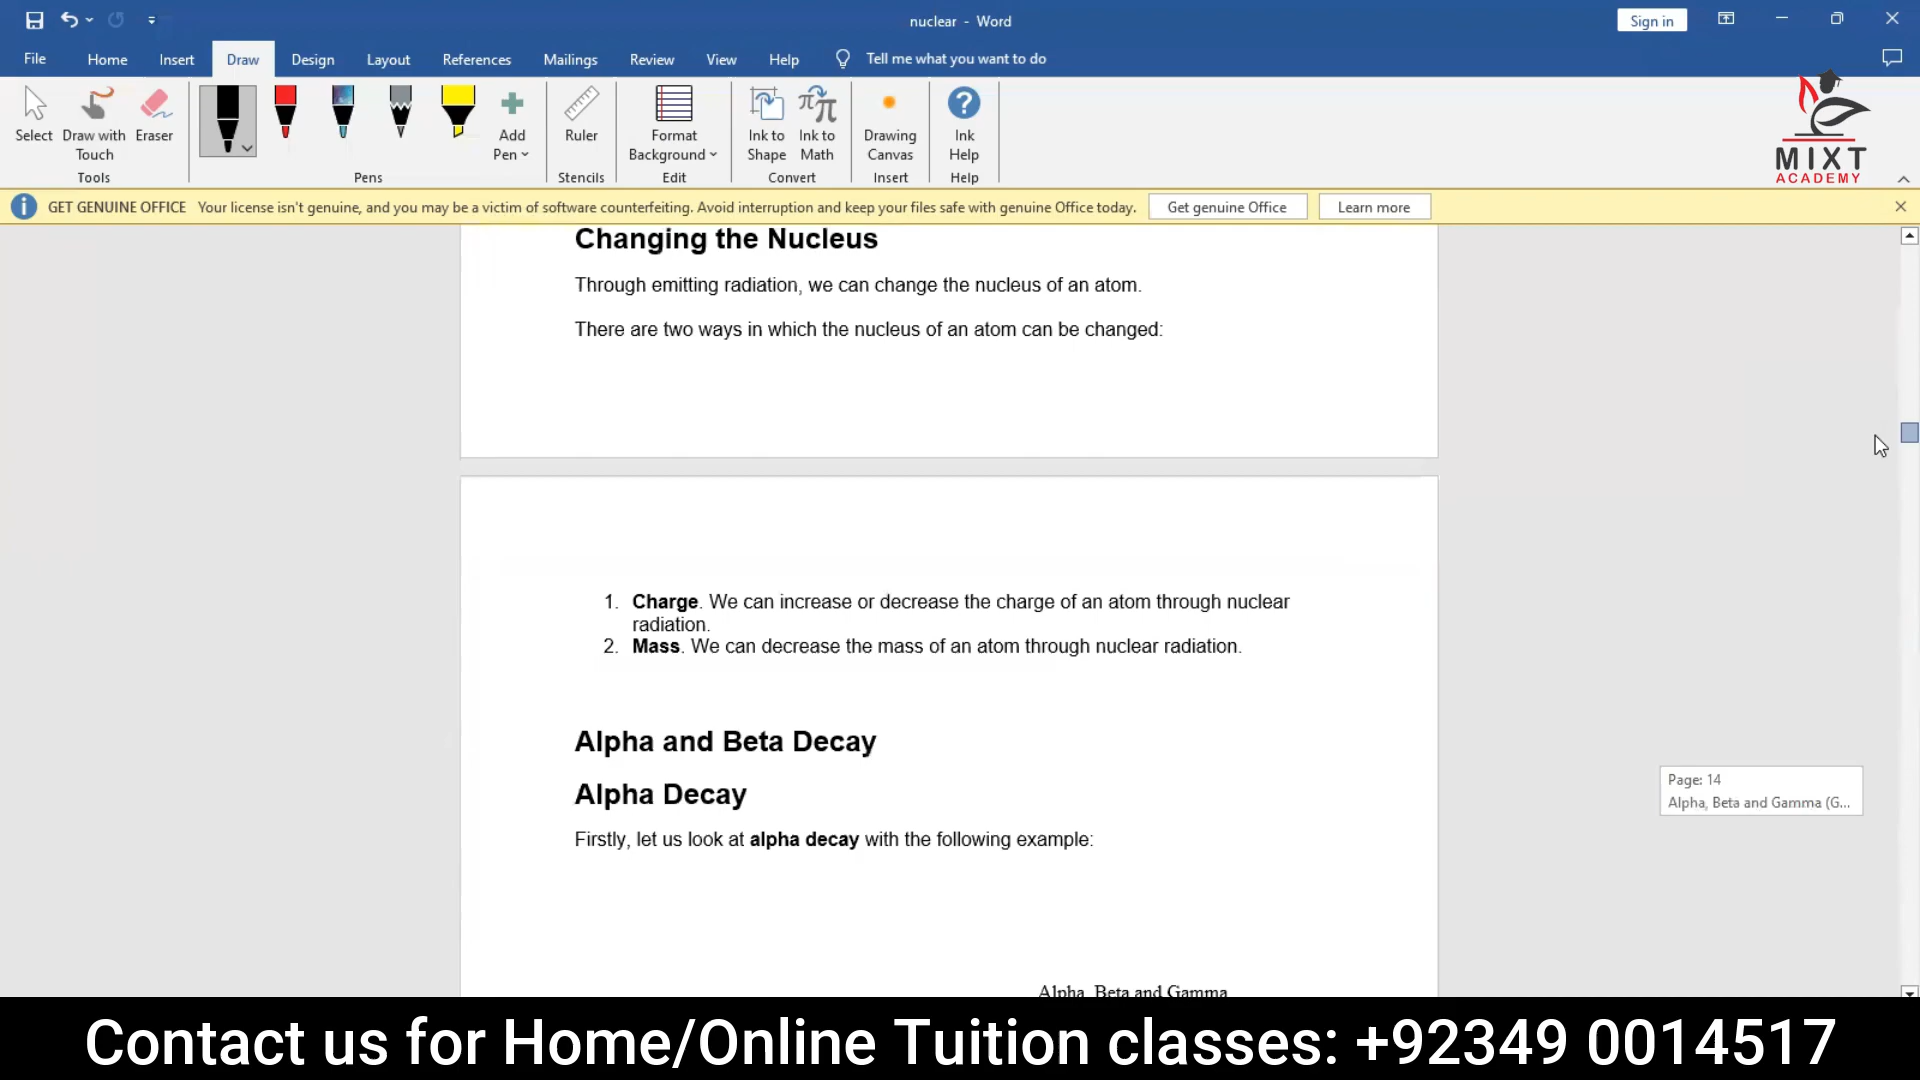 nuclear - Word
Sign in
File Home Insert Draw Design Layout References Mailings Review View Help Tell me what you want to do
Select Draw with Touch Eraser Add Pen Ruler Format Background Ink to Shape Ink to Math Drawing Canvas Ink Help
Tools Pens Stencils Edit Convert Insert Help
MIXT
ACADEMY
GET GENUINE OFFICE Your license isn't genuine, and you may be a victim of software counterfeiting. Avoid interruption and keep your files safe with genuine Office today. Get genuine Office Learn more
Changing the Nucleus
Through emitting radiation, we can change the nucleus of an atom.
There are two ways in which the nucleus of an atom can be changed:
1. Charge. We can increase or decrease the charge of an atom through nuclear
radiation.
2. Mass. We can decrease the mass of an atom through nuclear radiation.
Alpha and Beta Decay
Alpha Decay
Page: 14
Alpha, Beta and Gamma (G...
Firstly, let us look at alpha decay with the following example:
Alpha, Beta and Gamma
Contact us for Home/Online Tuition classes: +92349 0014517